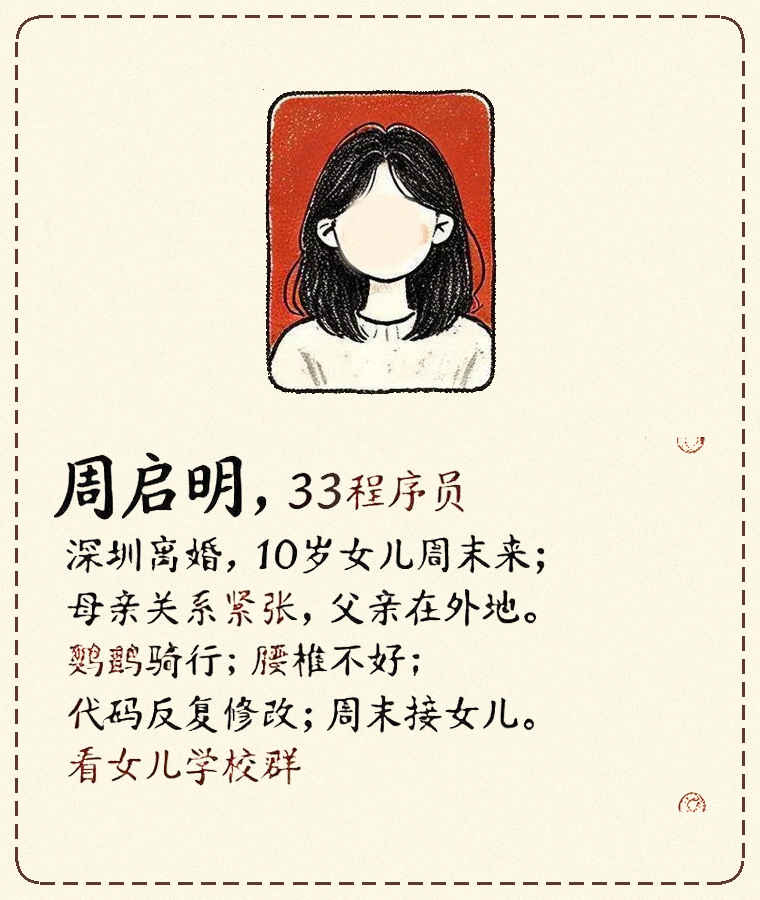 周启明，33程序员
深圳离婚，10岁女儿周末来；
母亲关系紧张，父亲在外地。
鹦鹉骑行；腰椎不好；
代码反复修改；周末接女儿。
看女儿学校群